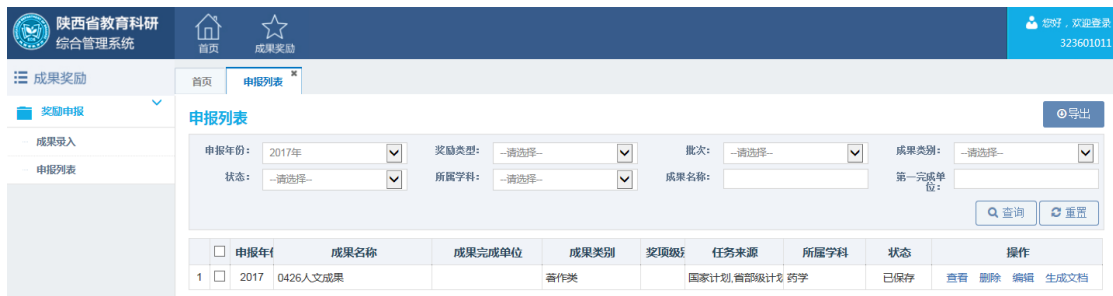 陕西省教育科研
综合管理系统
首页
成果奖励
您好，欢迎登录
323601011
成果奖励
首页
申报列表
奖励申报
成果录入
申报列表
申报列表
导出
申报年份： 2017年 奖励类型： --请选择-- 批次： --请选择-- 成果类别： --请选择--
状态： --请选择-- 所属学科： --请选择-- 成果名称： 第一完成单位：
查询 重置
申报年份 成果名称 成果完成单位 成果类别 奖项级别 任务来源 所属学科 状态 操作
1 2017 0426人文成果 著作类 国家计划,省部级计划 药学 已保存 查看 删除 编辑 生成文档